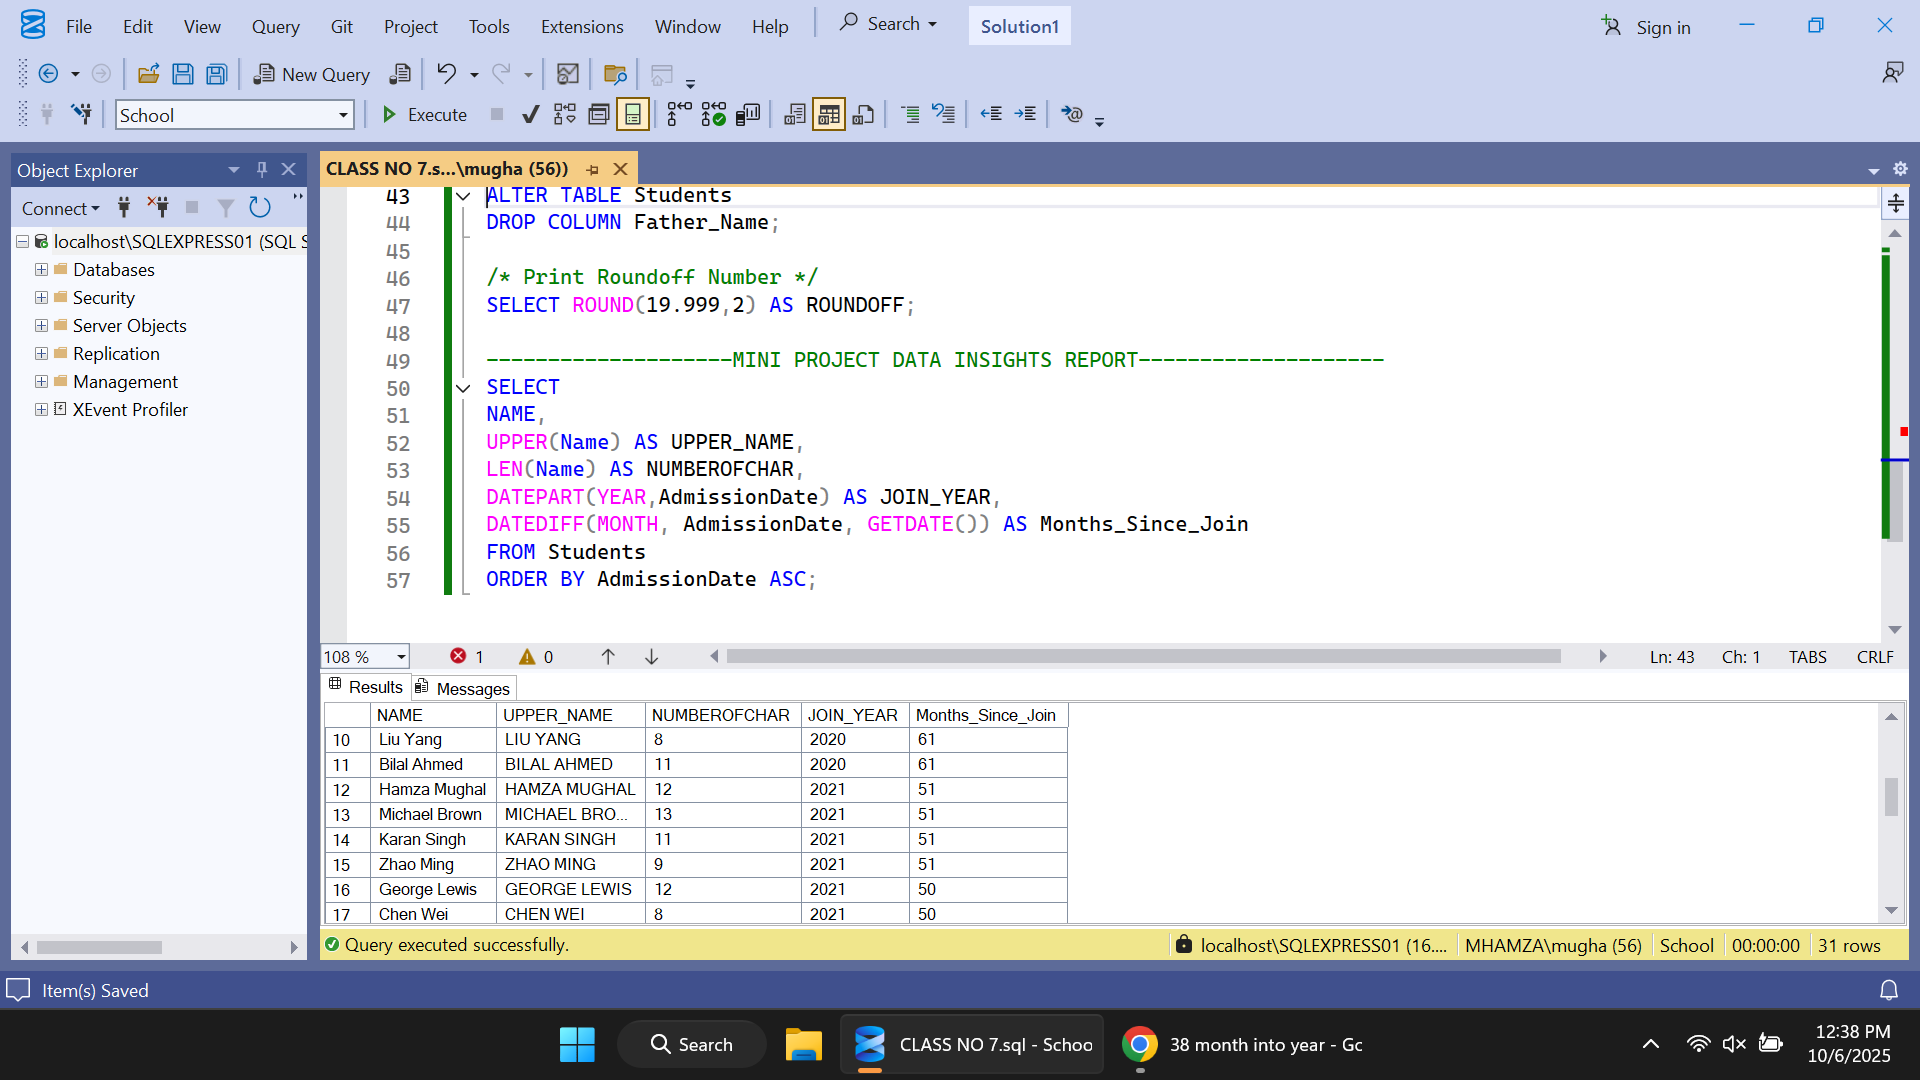 File Edit View Query Git Project Tools Extensions Window Help Search Solution1 Sign in
New Query
School Execute
Object Explorer
CLASS NO 7.s...\mugha (56))
Connect
localhost\SQLEXPRESS01 (SQL S
Databases
Security
Server Objects
Replication
Management
XEvent Profiler
43 ALTER TABLE Students
44 DROP COLUMN Father_Name;
45
46 /* Print Roundoff Number */
47 SELECT ROUND(19.999,2) AS ROUNDOFF;
48
49 --------------------MINI PROJECT DATA INSIGHTS REPORT--------------------
50 SELECT
51 NAME,
52 UPPER(Name) AS UPPER_NAME,
53 LEN(Name) AS NUMBEROFCHAR,
54 DATEPART(YEAR,AdmissionDate) AS JOIN_YEAR,
55 DATEDIFF(MONTH, AdmissionDate, GETDATE()) AS Months_Since_Join
56 FROM Students
57 ORDER BY AdmissionDate ASC;
108 % 1 0 Ln: 43 Ch: 1 TABS CRLF
Results Messages
NAME UPPER_NAME NUMBEROFCHAR JOIN_YEAR Months_Since_Join
10 Liu Yang LIU YANG 8 2020 61
11 Bilal Ahmed BILAL AHMED 11 2020 61
12 Hamza Mughal HAMZA MUGHAL 12 2021 51
13 Michael Brown MICHAEL BRO... 13 2021 51
14 Karan Singh KARAN SINGH 11 2021 51
15 Zhao Ming ZHAO MING 9 2021 51
16 George Lewis GEORGE LEWIS 12 2021 50
17 Chen Wei CHEN WEI 8 2021 50
Query executed successfully. localhost\SQLEXPRESS01 (16.... MHAMZA\mugha (56) School 00:00:00 31 rows
Item(s) Saved
Search CLASS NO 7.sql - Schoo 38 month into year - Gc
12:38 PM
10/6/2025